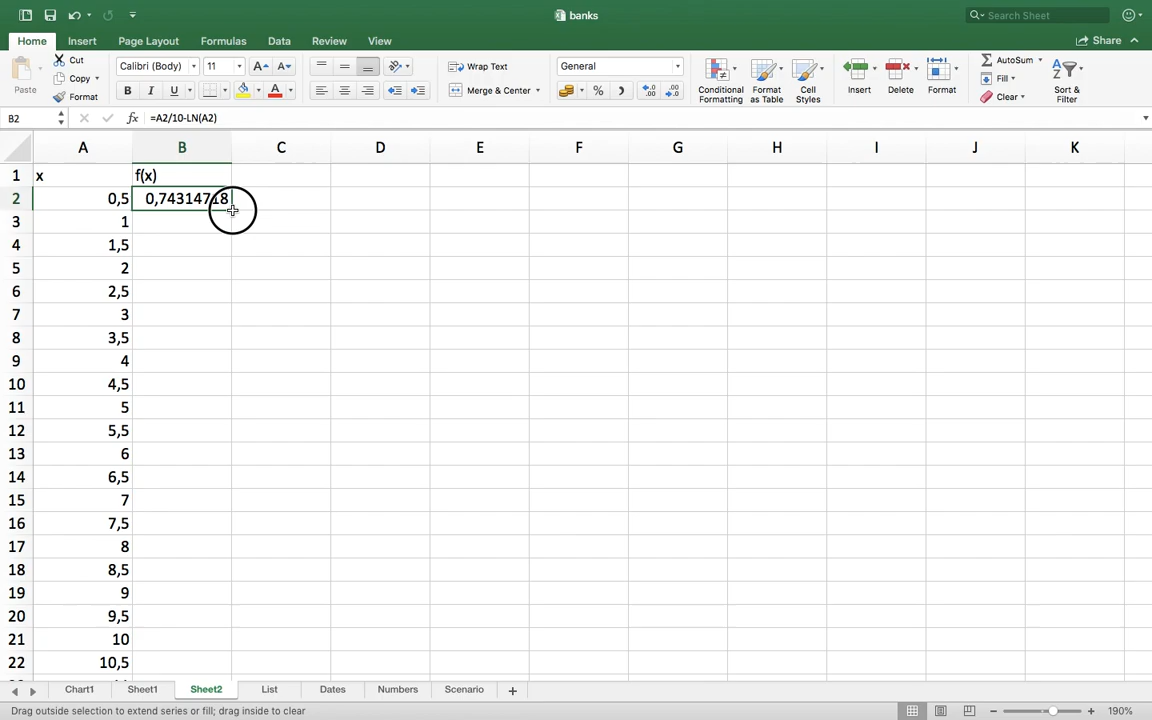 banks
Search Sheet
Home Insert Page Layout Formulas Data Review View Share
Paste Cut Copy Format
Calibri (Body) 11
B I U A A A
Wrap Text
Merge & Center
General
%
Conditional Formatting
Format as Table
Cell Styles
Insert Delete Format
AutoSum
Fill
Clear
Sort & Filter
B2 fx =A2/10-LN(A2)
A B C D E F G H I J K
1 x f(x)
2 0,5 0,74314718
3 1
4 1,5
5 2
6 2,5
7 3
8 3,5
9 4
10 4,5
11 5
12 5,5
13 6
14 6,5
15 7
16 7,5
17 8
18 8,5
19 9
20 9,5
21 10
22 10,5
Chart1 Sheet1 Sheet2 List Dates Numbers Scenario +
Drag outside selection to extend series or fill; drag inside to clear
190%